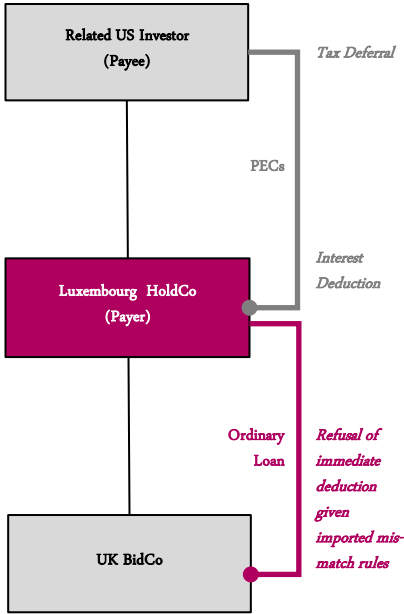 Related US Investor
(Payee)
Tax Deferral
PECs
Interest
Deduction
Luxembourg HoldCo
(Payer)
Ordinary
Loan
Refusal of
immediate
deduction
given
imported mis-
match rules
UK BidCo